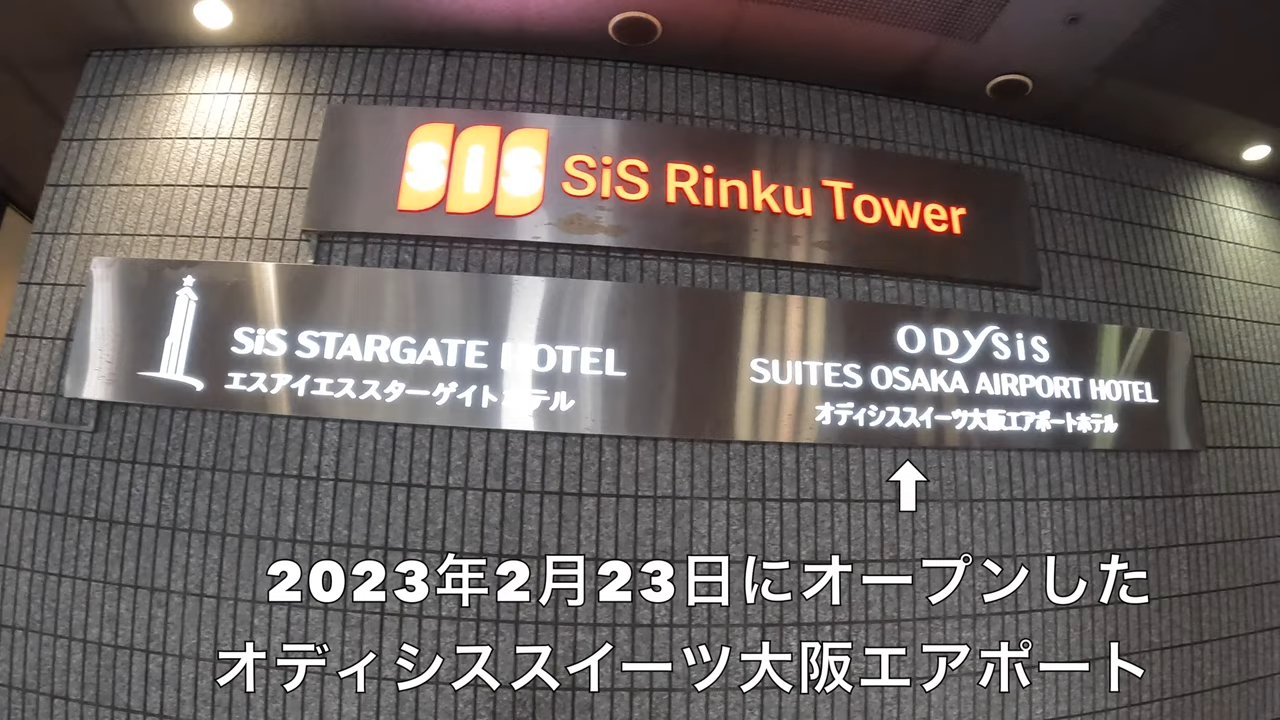 SiS
SiS Rinku Tower
SiS STARGATE HOTEL
エスアイエススターゲイトホテル
ODYSiS
SUITES OSAKA AIRPORT HOTEL
オディシススイーツ大阪エアポートホテル
2023年2月23日にオープンした
オディシススイーツ大阪エアポート